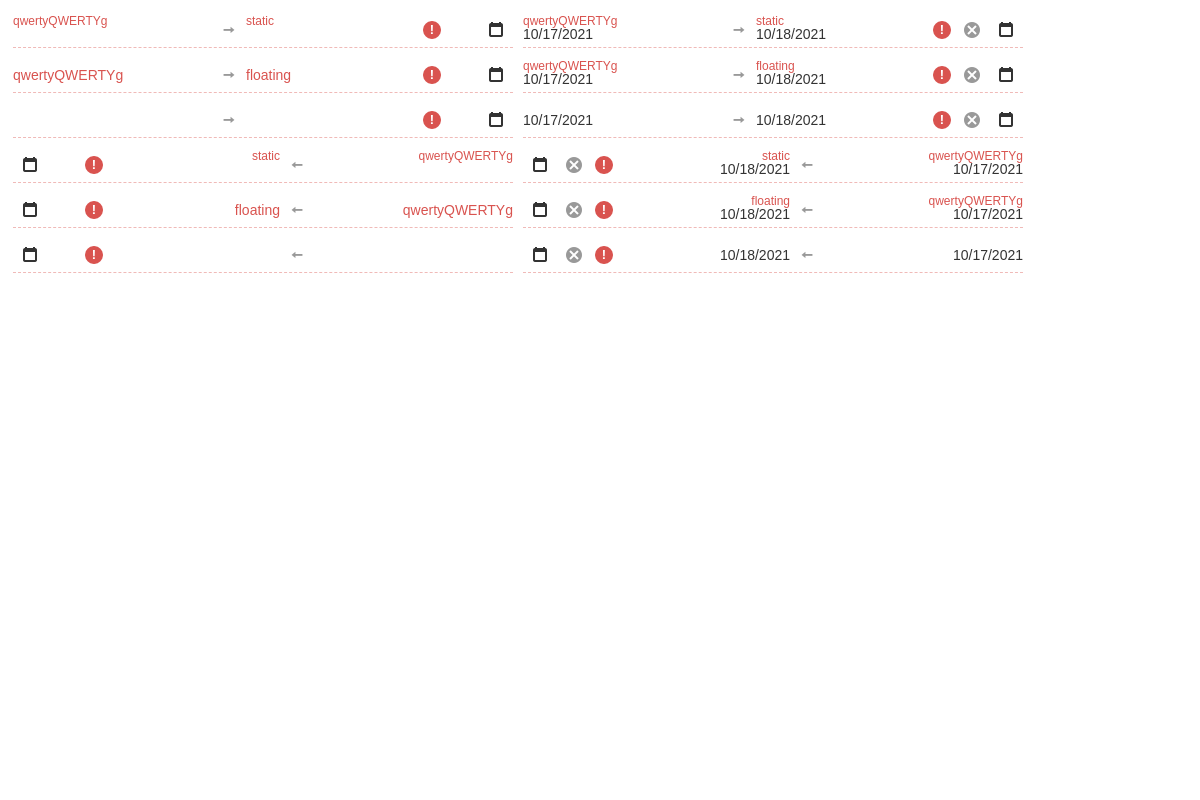 qwertyQWERTYg → static ! qwertyQWERTYg → static !
10/17/2021 10/18/2021
qwertyQWERTYg → floating ! qwertyQWERTYg → floating !
10/17/2021 10/18/2021
→ ! 10/17/2021 → 10/18/2021 !
! static ← qwertyQWERTYg ! static ← qwertyQWERTYg
10/18/2021 10/17/2021
! floating ← qwertyQWERTYg ! floating ← qwertyQWERTYg
10/18/2021 10/17/2021
! ← ! 10/18/2021 ← 10/17/2021